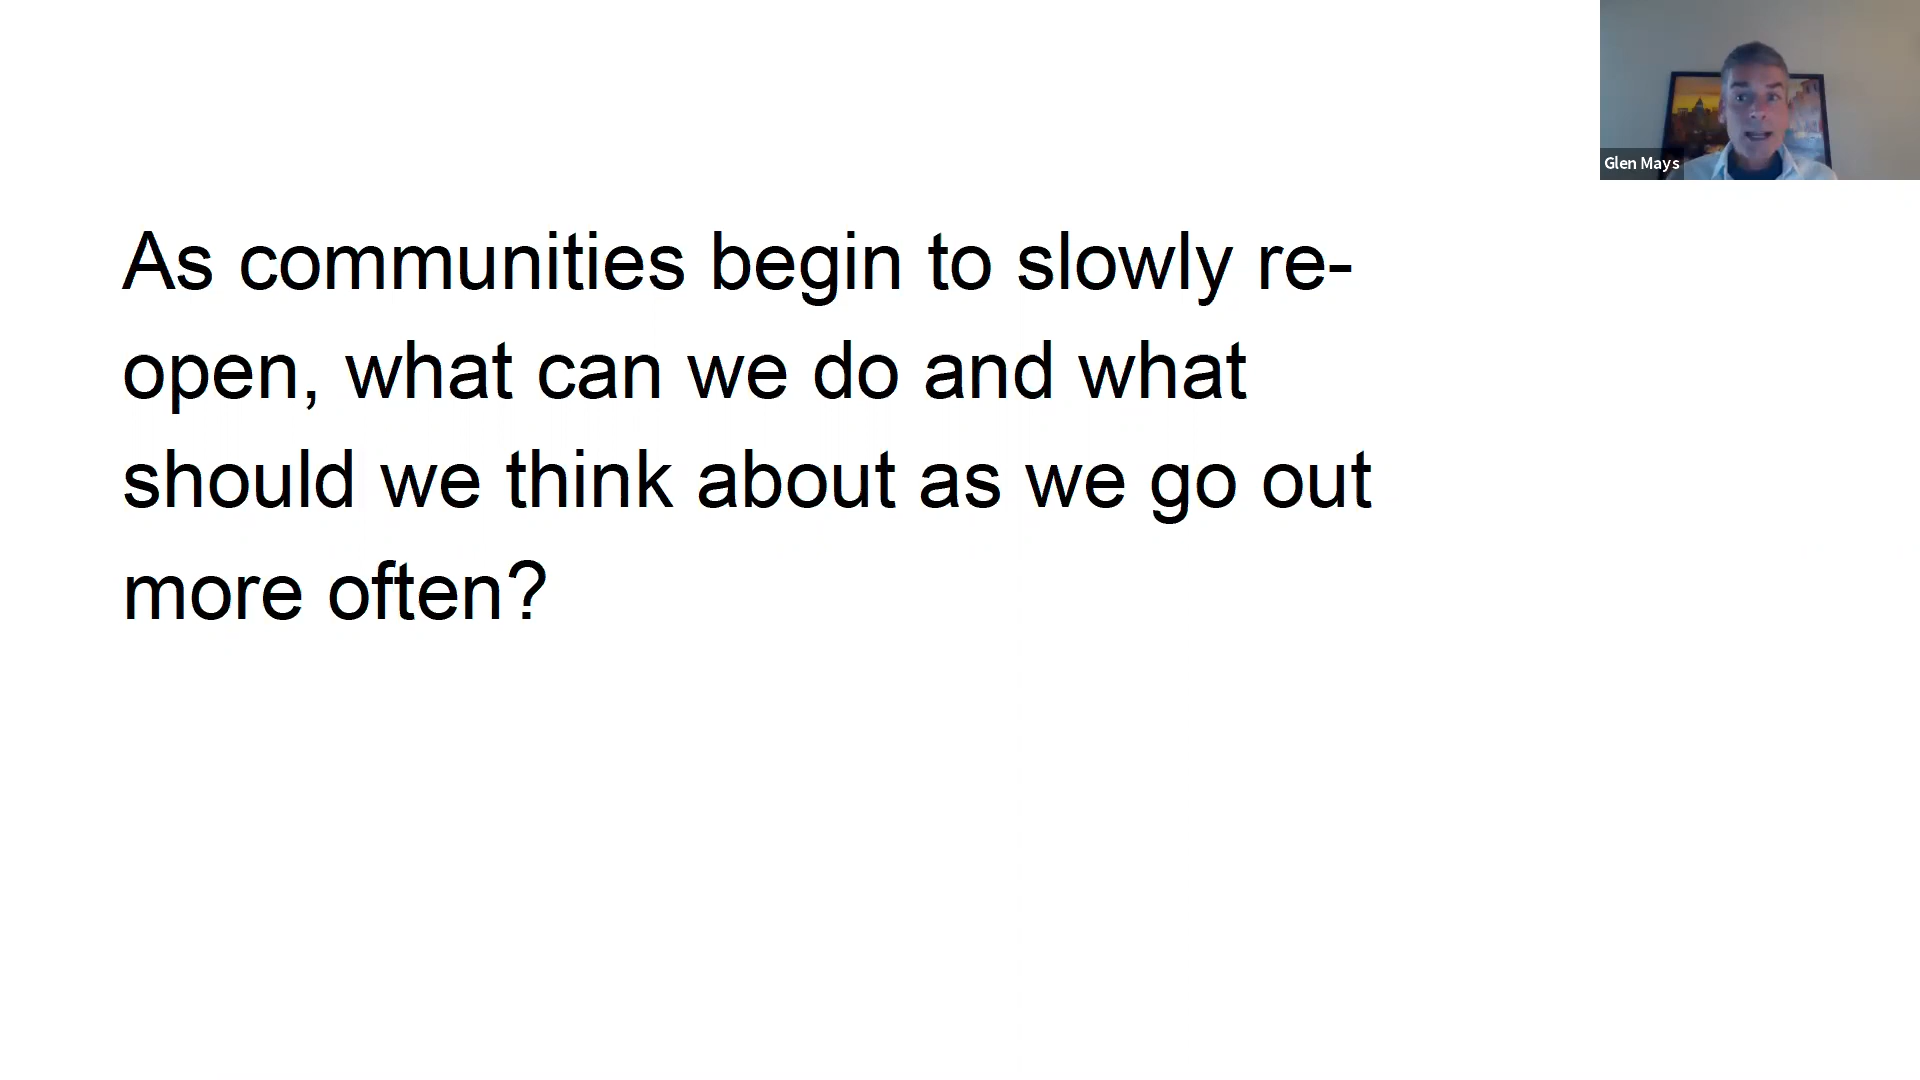 As communities begin to slowly re-
open, what can we do and what
should we think about as we go out
more often?
Glen Mays